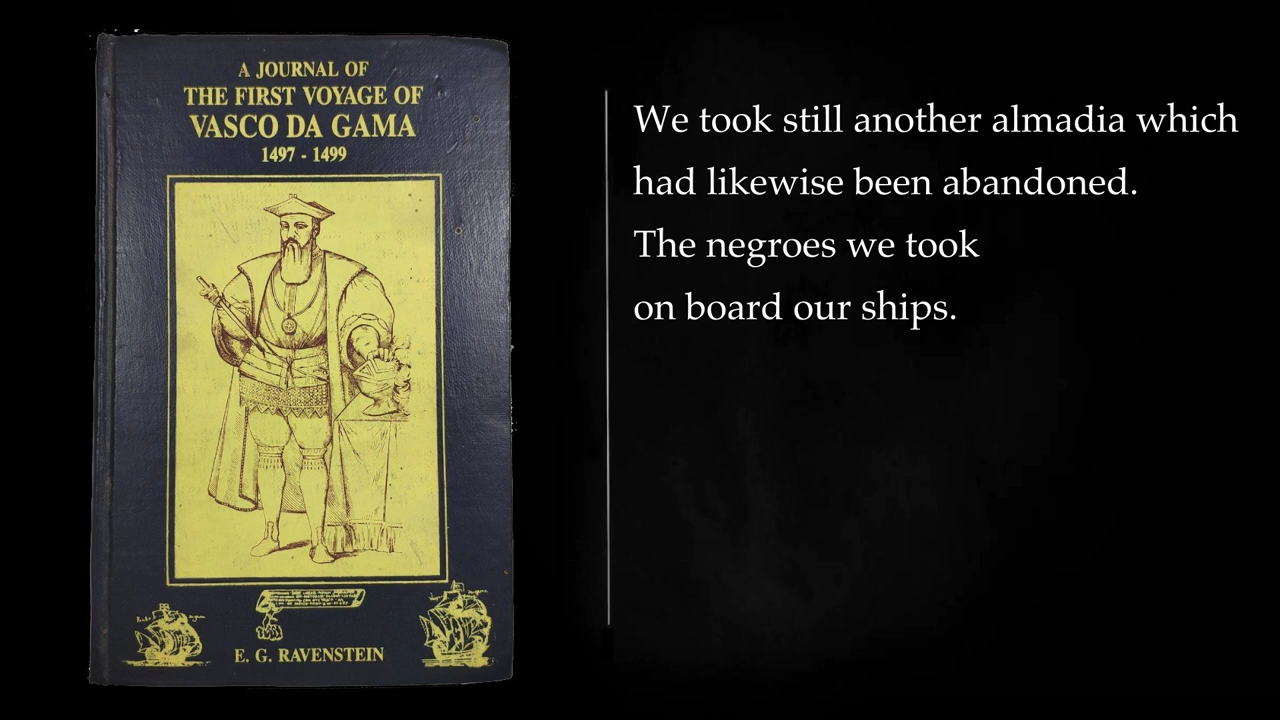 A JOURNAL OF
THE FIRST VOYAGE OF
VASCO DA GAMA
1497 - 1499
E. G. RAVENSTEIN
We took still another almadia which
had likewise been abandoned.
The negroes we took
on board our ships.